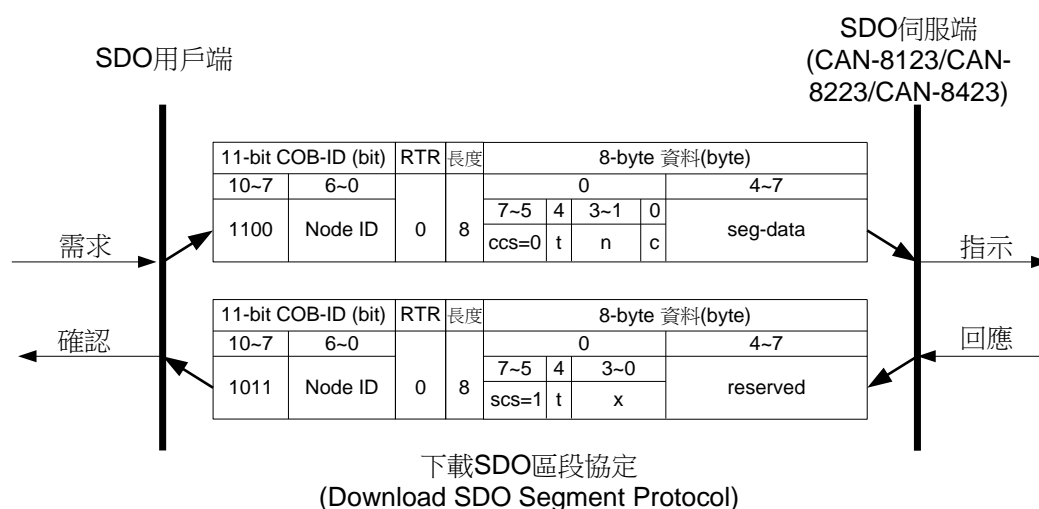 SDO用戶端
SDO伺服端
(CAN-8123/CAN-
8223/CAN-8423)
11-bit COB-ID (bit) RTR 長度 8-byte 資料(byte)
10~7 6~0 0 4~7
7~5 4 3~1 0
1100 Node ID 0 8 seg-data
ccs=0 t n c
需求 指示
11-bit COB-ID (bit) RTR 長度 8-byte 資料(byte)
10~7 6~0 0 4~7
7~5 4 3~0
1011 Node ID 0 8 reserved
scs=1 t x
確認 回應
下載SDO區段協定
(Download SDO Segment Protocol)